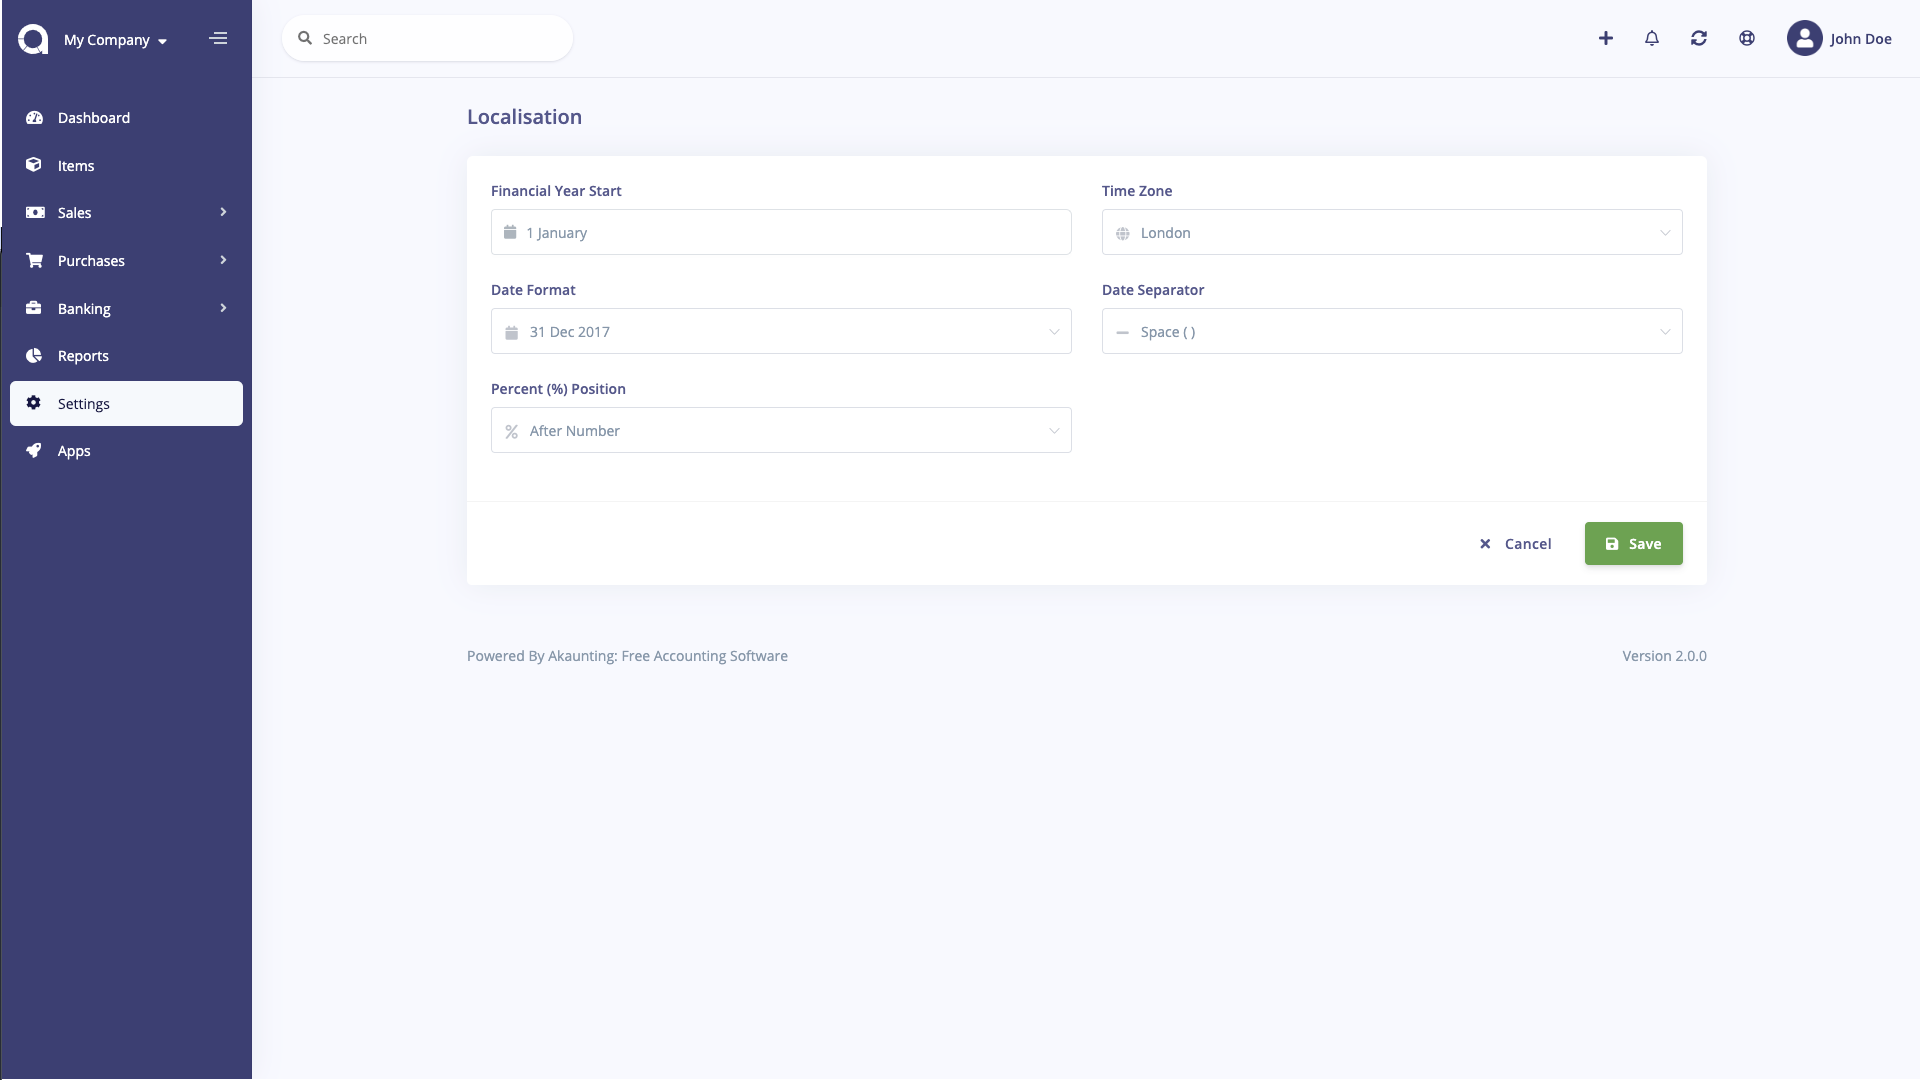 My Company
Search
John Doe
Dashboard
Items
Sales
Purchases
Banking
Reports
Settings
Apps
Localisation
Financial Year Start
1 January
Time Zone
London
Date Format
31 Dec 2017
Date Separator
Space ( )
Percent (%) Position
After Number
Cancel
Save
Powered By Akaunting: Free Accounting Software
Version 2.0.0